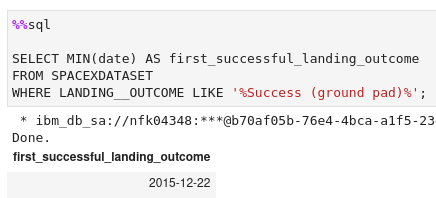 %%sql
SELECT MIN(date) AS first_successful_landing_outcome
FROM SPACEXDATASET
WHERE LANDING__OUTCOME LIKE '%Success (ground pad)%';
* ibm_db_sa://nfk04348:***@b70af05b-76e4-4bca-a1f5-23
Done.
first_successful_landing_outcome
2015-12-22